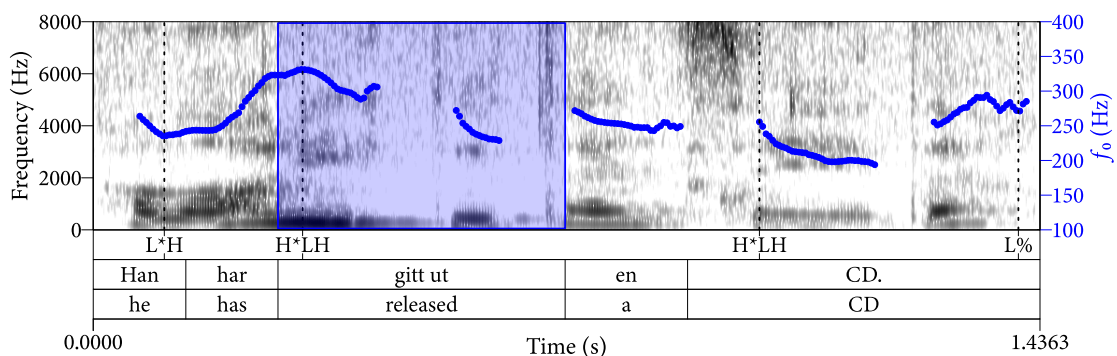 8000 400
350
6000 300
4000 250
200
2000 150
0 100
Frequency (Hz)
f₀ (Hz)
L*H H*LH H*LH L%
Han har gitt ut en CD.
he has released a CD
0.0000 1.4363
Time (s)